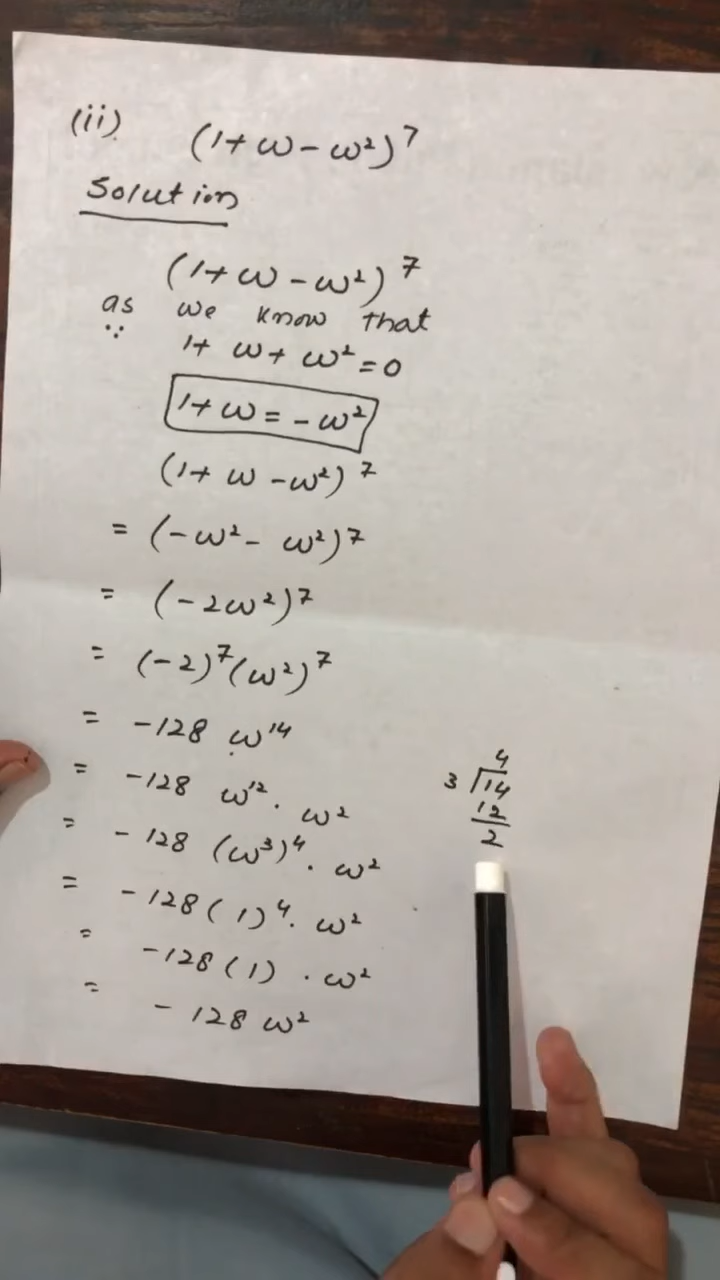 (ii) (1+ω-ω²)⁷
Solution
(1+ω-ω²)⁷
as we know that
∵ 1+ ω+ ω²=0
1+ω=-ω²
(1+ ω -ω²)⁷
= (-ω²- ω²)⁷
= (-2ω²)⁷
= (-2)⁷(ω²)⁷
= -128 ω¹⁴
= -128 ω¹². ω²
= -128 (ω³)⁴. ω²
= -128(1)⁴. ω²
= -128(1) . ω²
= -128ω²
4
3 14
12
2